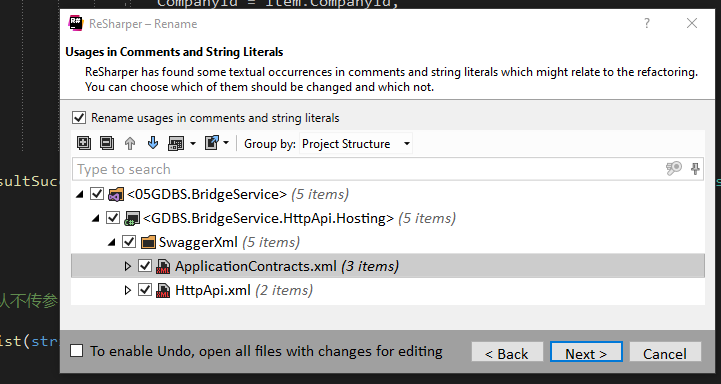 CompanyId = item.CompanyId,
ReSharper – Rename
Usages in Comments and String Literals
ReSharper has found some textual occurrences in comments and string literals which might relate to the refactoring.
You can choose which of them should be changed and which not.
Rename usages in comments and string literals
Group by: Project Structure
Type to search
<05GDBS.BridgeService> (5 items)
<GDBS.BridgeService.HttpApi.Hosting> (5 items)
SwaggerXml (5 items)
ApplicationContracts.xml (3 items)
HttpApi.xml (2 items)
认不传参
ist(str
To enable Undo, open all files with changes for editing
< Back
Next >
Cancel